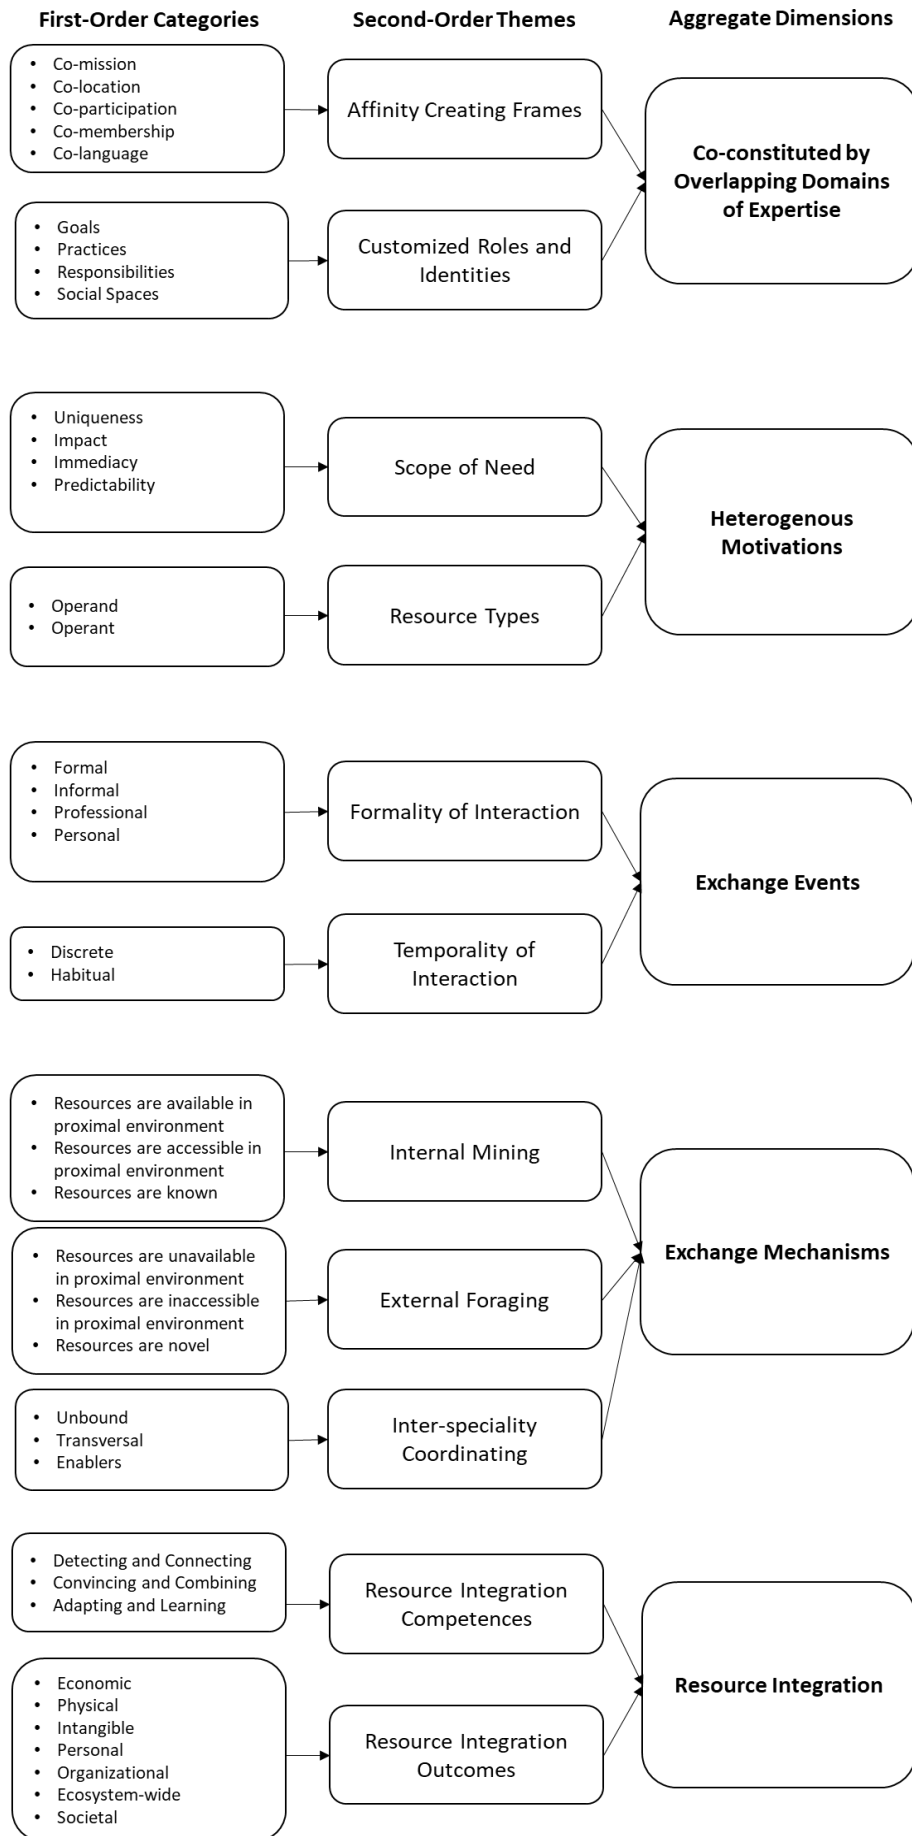 First-Order Categories
Second-Order Themes
Aggregate Dimensions
• Co-mission
• Co-location
• Co-participation
• Co-membership
• Co-language
Affinity Creating Frames
Co-constituted by
Overlapping Domains
of Expertise
• Goals
• Practices
• Responsibilities
• Social Spaces
Customized Roles and
Identities
• Uniqueness
• Impact
• Immediacy
• Predictability
Scope of Need
Heterogenous
Motivations
• Operand
• Operant
Resource Types
• Formal
• Informal
• Professional
• Personal
Formality of Interaction
Exchange Events
• Discrete
• Habitual
Temporality of
Interaction
• Resources are available in
proximal environment
• Resources are accessible in
proximal environment
• Resources are known
Internal Mining
Exchange Mechanisms
• Resources are unavailable
in proximal environment
• Resources are inaccessible
in proximal environment
• Resources are novel
External Foraging
• Unbound
• Transversal
• Enablers
Inter-speciality
Coordinating
• Detecting and Connecting
• Convincing and Combining
• Adapting and Learning
Resource Integration
Competences
Resource Integration
• Economic
• Physical
• Intangible
• Personal
• Organizational
• Ecosystem-wide
• Societal
Resource Integration
Outcomes